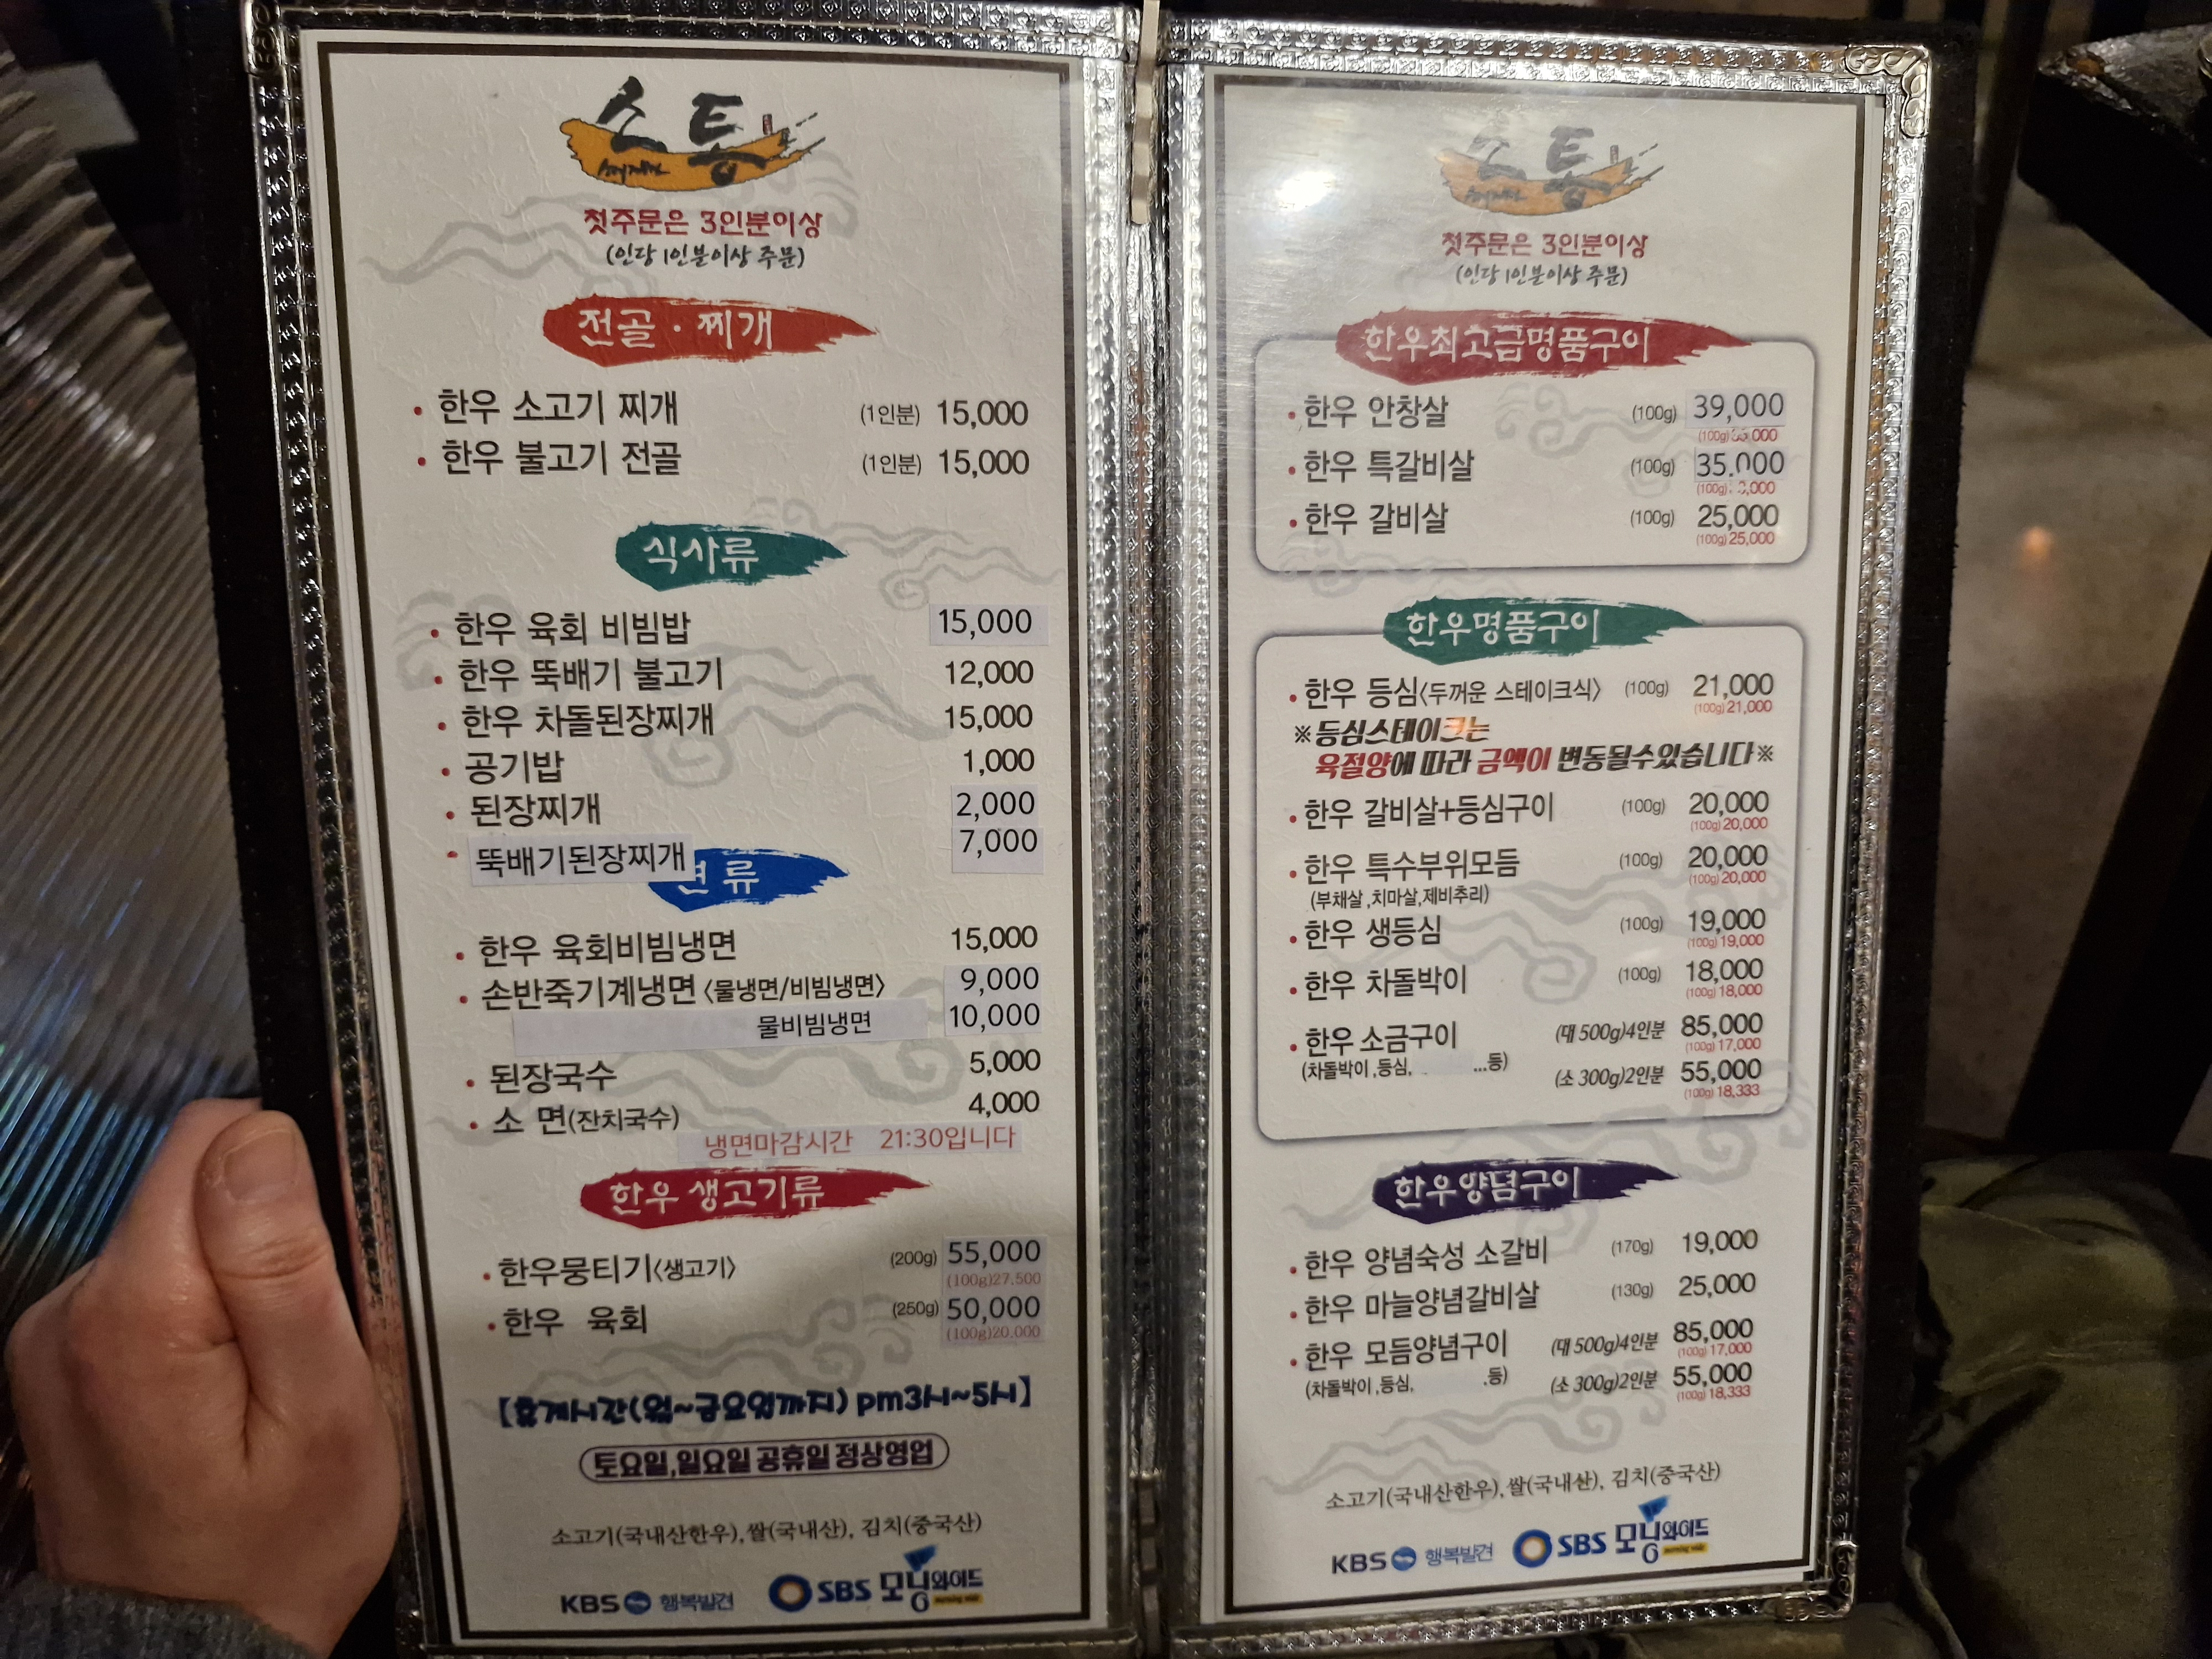 소통
첫주문은 3인분이상
(인당 1인분이상 주문)
전골 · 찌개
• 한우 소고기 찌개 (1인분) 15,000
• 한우 불고기 전골 (1인분) 15,000
식사류
• 한우 육회 비빔밥 15,000
• 한우 뚝배기 불고기 12,000
• 한우 차돌된장찌개 15,000
• 공기밥 1,000
• 된장찌개 2,000
• 뚝배기된장찌개 7,000
면류
• 한우 육회비빔냉면 15,000
• 손반죽기계냉면〈물냉면/비빔냉면〉 9,000
물비빔냉면 10,000
• 된장국수 5,000
• 소 면(잔치국수) 4,000
냉면마감시간 21:30입니다
한우 생고기류
• 한우뭉티기〈생고기〉 (200g) 55,000
(100g)27.500
• 한우 육회 (250g) 50,000
(100g)20.000
【휴게시간(월~금요일까지) pm3시~5시】
토요일,일요일 공휴일 정상영업
소고기(국내산한우),쌀(국내산), 김치(중국산)
KBS 행복발견 SBS 모닝와이드
소통
첫주문은 3인분이상
(인당 1인분이상 주문)
한우최고급명품구이
• 한우 안창살 (100g) 39,000
(100g) 000
• 한우 특갈비살 (100g) 35.000
(100g) 000
• 한우 갈비살 (100g) 25,000
(100g) 25,000
한우명품구이
• 한우 등심〈두꺼운 스테이크식〉 (100g) 21,000
(100g) 21,000
※등심스테이크는
육절양에 따라 금액이 변동될수있습니다※
• 한우 갈비살+등심구이 (100g) 20,000
(100g) 20,000
• 한우 특수부위모듬 (100g) 20,000
(100g) 20,000
(부채살,치마살,제비추리)
• 한우 생등심 (100g) 19,000
(100g) 19,000
• 한우 차돌박이 (100g) 18,000
(100g) 18,000
• 한우 소금구이 (대 500g)4인분 85,000
(100g) 17,000
(차돌박이,등심, ...등) (소 300g)2인분 55,000
(100g) 18,333
한우양념구이
• 한우 양념숙성 소갈비 (170g) 19,000
• 한우 마늘양념갈비살 (130g) 25,000
• 한우 모듬양념구이 (대 500g)4인분 85,000
(100g) 17,000
(차돌박이,등심, .등) (소 300g)2인분 55,000
(100g) 18,333
소고기(국내산한우),쌀(국내산), 김치(중국산)
KBS 행복발견 SBS 모닝와이드